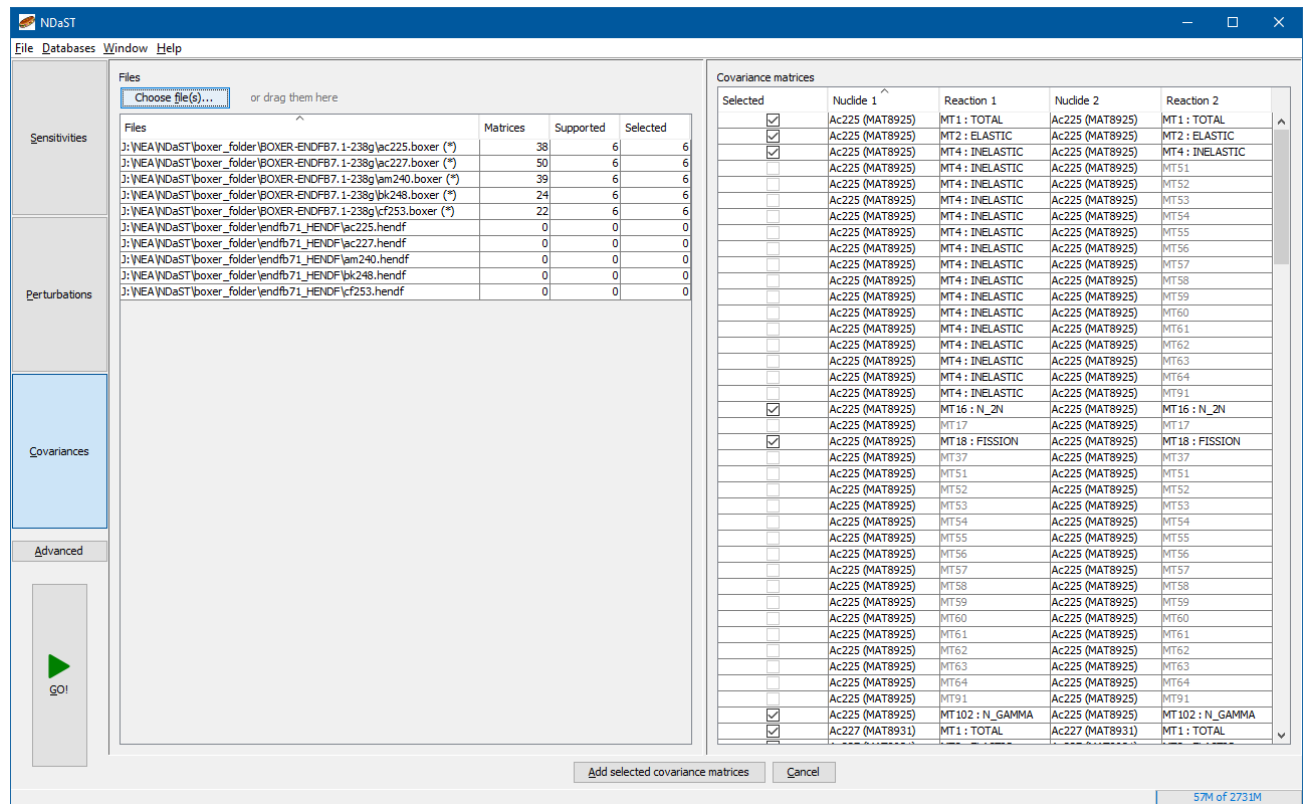 NDaST
File Databases Window Help
Sensitivities
Perturbations
Covariances
Advanced
GO!
Files
Choose file(s)... or drag them here
Files Matrices Supported Selected
J:\NEA\NDaST\boxer_folder\BOXER-ENDFB7.1-238g\ac225.boxer (*) 38 6 6
J:\NEA\NDaST\boxer_folder\BOXER-ENDFB7.1-238g\ac227.boxer (*) 50 6 6
J:\NEA\NDaST\boxer_folder\BOXER-ENDFB7.1-238g\am240.boxer (*) 39 6 6
J:\NEA\NDaST\boxer_folder\BOXER-ENDFB7.1-238g\bk248.boxer (*) 24 6 6
J:\NEA\NDaST\boxer_folder\BOXER-ENDFB7.1-238g\cf253.boxer (*) 22 6 6
J:\NEA\NDaST\boxer_folder\endfb71_HENDF\ac225.hendf 0 0 0
J:\NEA\NDaST\boxer_folder\endfb71_HENDF\ac227.hendf 0 0 0
J:\NEA\NDaST\boxer_folder\endfb71_HENDF\am240.hendf 0 0 0
J:\NEA\NDaST\boxer_folder\endfb71_HENDF\bk248.hendf 0 0 0
J:\NEA\NDaST\boxer_folder\endfb71_HENDF\cf253.hendf 0 0 0
Covariance matrices
Selected Nuclide 1 Reaction 1 Nuclide 2 Reaction 2
Ac225 (MAT8925) MT1 : TOTAL Ac225 (MAT8925) MT1 : TOTAL
Ac225 (MAT8925) MT2 : ELASTIC Ac225 (MAT8925) MT2 : ELASTIC
Ac225 (MAT8925) MT4 : INELASTIC Ac225 (MAT8925) MT4 : INELASTIC
Ac225 (MAT8925) MT4 : INELASTIC Ac225 (MAT8925) MT51
Ac225 (MAT8925) MT4 : INELASTIC Ac225 (MAT8925) MT52
Ac225 (MAT8925) MT4 : INELASTIC Ac225 (MAT8925) MT53
Ac225 (MAT8925) MT4 : INELASTIC Ac225 (MAT8925) MT54
Ac225 (MAT8925) MT4 : INELASTIC Ac225 (MAT8925) MT55
Ac225 (MAT8925) MT4 : INELASTIC Ac225 (MAT8925) MT56
Ac225 (MAT8925) MT4 : INELASTIC Ac225 (MAT8925) MT57
Ac225 (MAT8925) MT4 : INELASTIC Ac225 (MAT8925) MT58
Ac225 (MAT8925) MT4 : INELASTIC Ac225 (MAT8925) MT59
Ac225 (MAT8925) MT4 : INELASTIC Ac225 (MAT8925) MT60
Ac225 (MAT8925) MT4 : INELASTIC Ac225 (MAT8925) MT61
Ac225 (MAT8925) MT4 : INELASTIC Ac225 (MAT8925) MT62
Ac225 (MAT8925) MT4 : INELASTIC Ac225 (MAT8925) MT63
Ac225 (MAT8925) MT4 : INELASTIC Ac225 (MAT8925) MT64
Ac225 (MAT8925) MT4 : INELASTIC Ac225 (MAT8925) MT91
Ac225 (MAT8925) MT16 : N_2N Ac225 (MAT8925) MT16 : N_2N
Ac225 (MAT8925) MT17 Ac225 (MAT8925) MT17
Ac225 (MAT8925) MT18 : FISSION Ac225 (MAT8925) MT18 : FISSION
Ac225 (MAT8925) MT37 Ac225 (MAT8925) MT37
Ac225 (MAT8925) MT51 Ac225 (MAT8925) MT51
Ac225 (MAT8925) MT52 Ac225 (MAT8925) MT52
Ac225 (MAT8925) MT53 Ac225 (MAT8925) MT53
Ac225 (MAT8925) MT54 Ac225 (MAT8925) MT54
Ac225 (MAT8925) MT55 Ac225 (MAT8925) MT55
Ac225 (MAT8925) MT56 Ac225 (MAT8925) MT56
Ac225 (MAT8925) MT57 Ac225 (MAT8925) MT57
Ac225 (MAT8925) MT58 Ac225 (MAT8925) MT58
Ac225 (MAT8925) MT59 Ac225 (MAT8925) MT59
Ac225 (MAT8925) MT60 Ac225 (MAT8925) MT60
Ac225 (MAT8925) MT61 Ac225 (MAT8925) MT61
Ac225 (MAT8925) MT62 Ac225 (MAT8925) MT62
Ac225 (MAT8925) MT63 Ac225 (MAT8925) MT63
Ac225 (MAT8925) MT64 Ac225 (MAT8925) MT64
Ac225 (MAT8925) MT91 Ac225 (MAT8925) MT91
Ac225 (MAT8925) MT102 : N_GAMMA Ac225 (MAT8925) MT102 : N_GAMMA
Ac227 (MAT8931) MT1 : TOTAL Ac227 (MAT8931) MT1 : TOTAL
Add selected covariance matrices Cancel
57M of 2731M